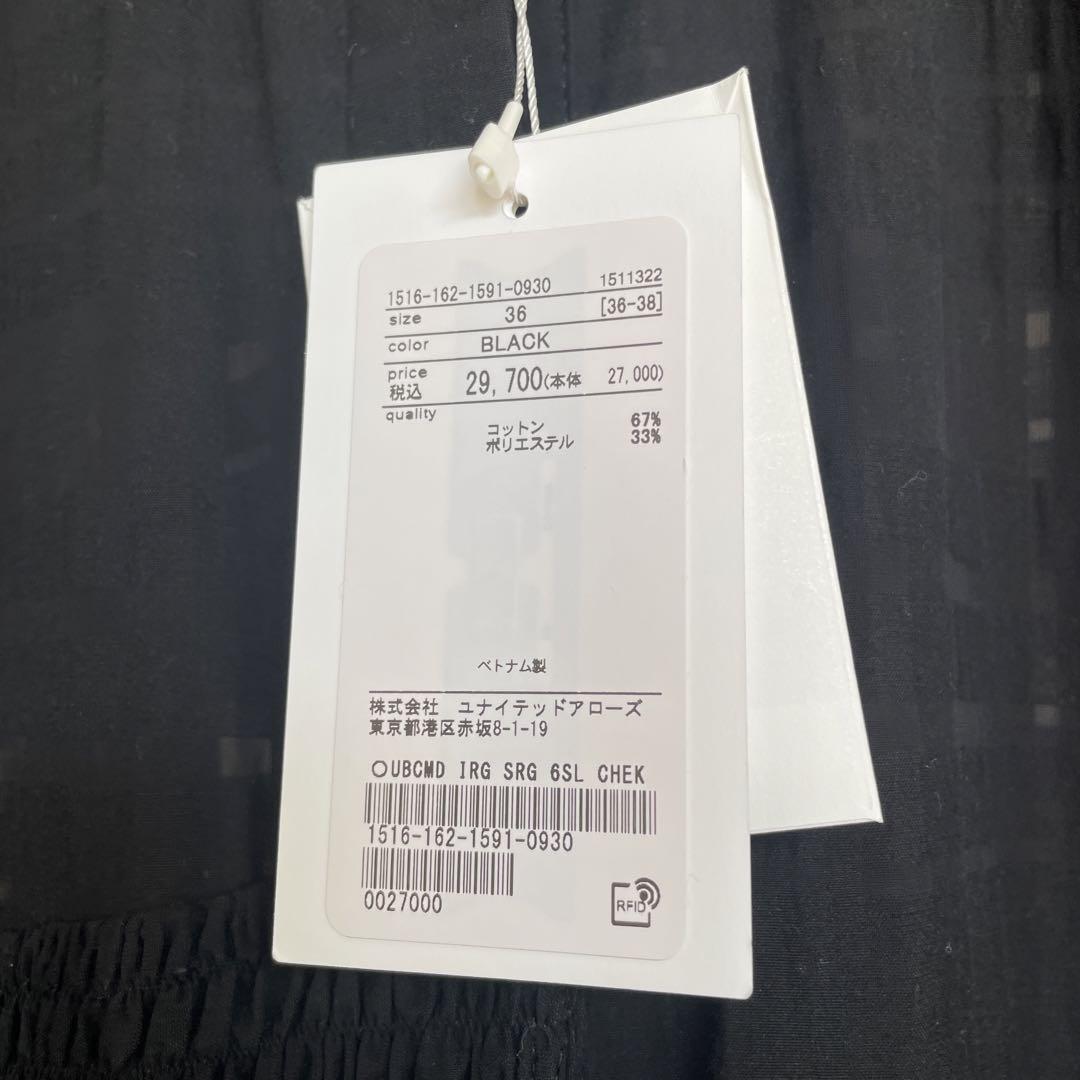 1516-162-1591-0930 1511322
size 36 [36-38]
color BLACK
price
税込 29,700(本体 27,000)
quality
コットン 67%
ポリエステル 33%
ベトナム製
株式会社 ユナイテッドアローズ
東京都港区赤坂8-1-19
○UBCMD IRG SRG 6SL CHEK
1516-162-1591-0930
0027000
RFID